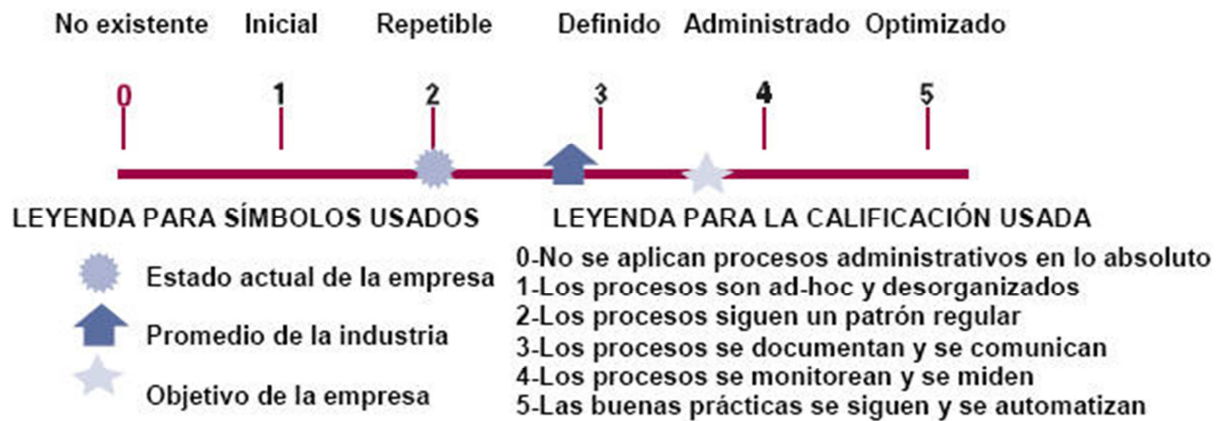 No existente Inicial Repetible Definido Administrado Optimizado
0 1 2 3 4 5
LEYENDA PARA SÍMBOLOS USADOS
Estado actual de la empresa
Promedio de la industria
Objetivo de la empresa
LEYENDA PARA LA CALIFICACIÓN USADA
0-No se aplican procesos administrativos en lo absoluto
1-Los procesos son ad-hoc y desorganizados
2-Los procesos siguen un patrón regular
3-Los procesos se documentan y se comunican
4-Los procesos se monitorean y se miden
5-Las buenas prácticas se siguen y se automatizan